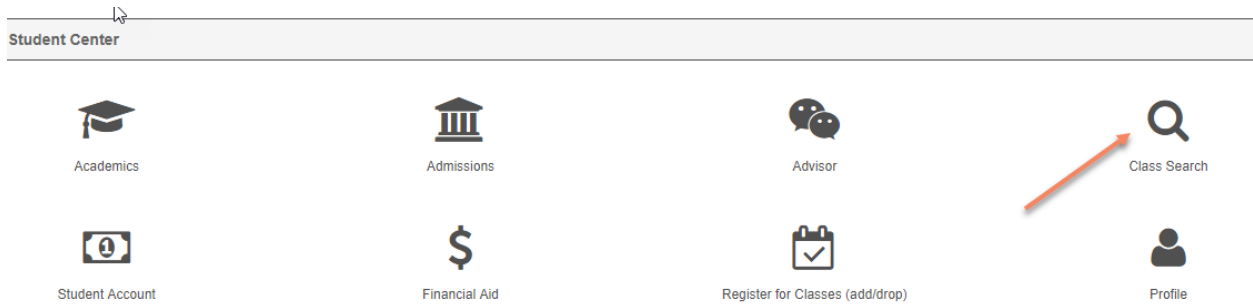 Student Center
Academics
Admissions
Advisor
Class Search
Student Account
Financial Aid
Register for Classes (add/drop)
Profile